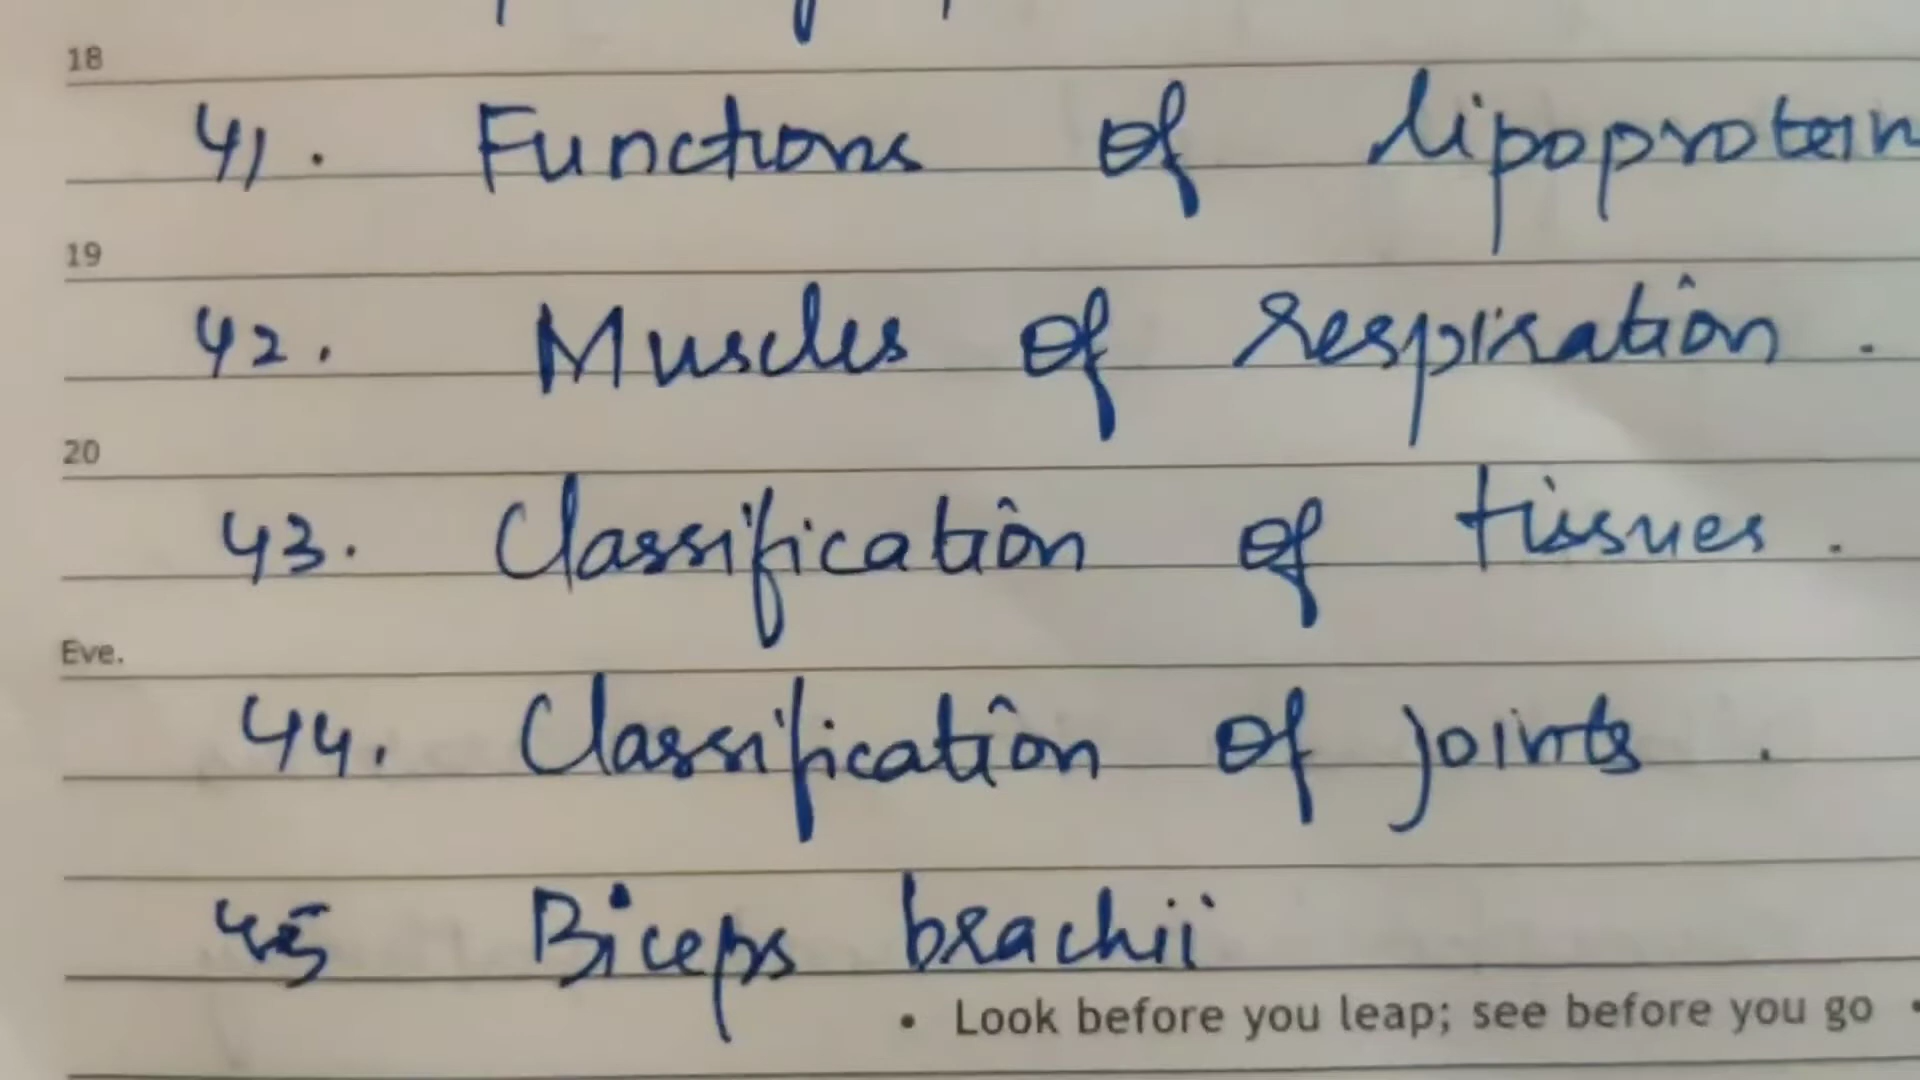 18
41. Functions of lipoprotein
19
42. Muscles of respiration.
20
43. Classification of tissues.
Eve.
44. Classification of joints.
45 Biceps brachii
• Look before you leap; see before you go •